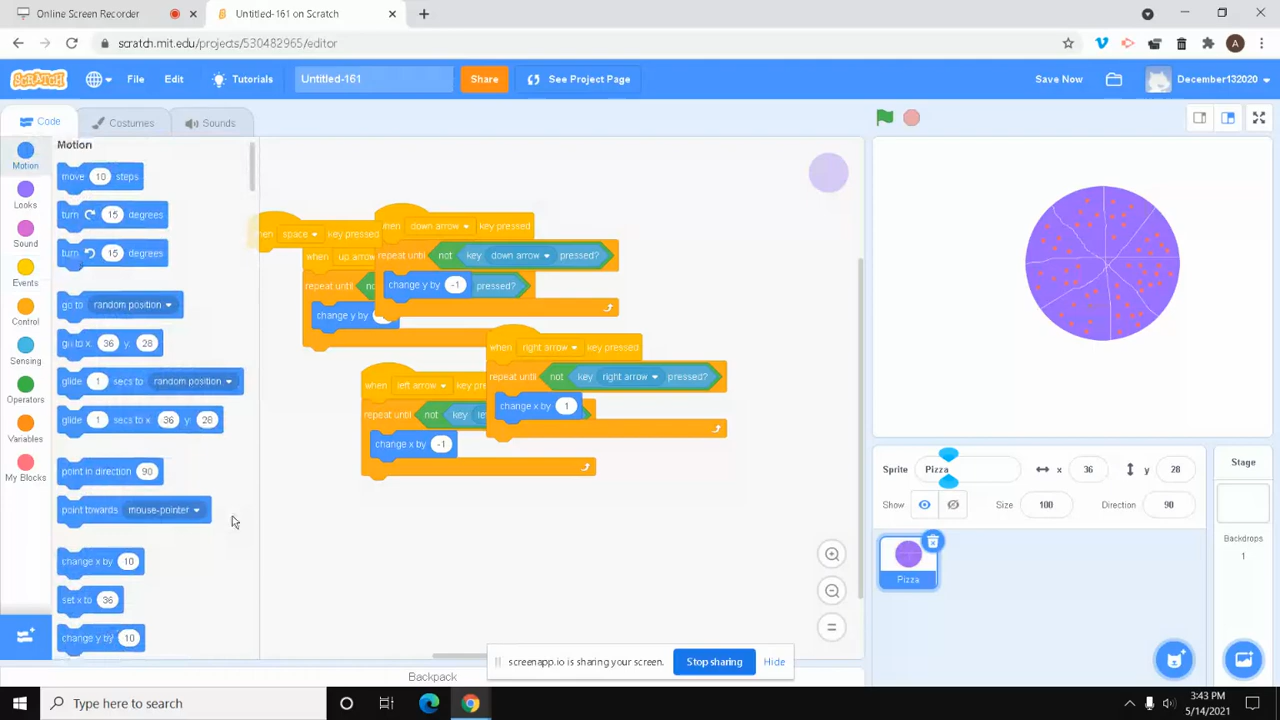 Online Screen Recorder
Untitled-161 on Scratch
scratch.mit.edu/projects/530482965/editor
A
SCRATCH
File
Edit
Tutorials
Untitled-161
Share
See Project Page
Save Now
December132020
Code
Costumes
Sounds
Motion
Looks
Sound
Events
Control
Sensing
Operators
Variables
My Blocks
Motion
move 10 steps
turn 15 degrees
turn 15 degrees
go to random position
go to x: 36 y: 28
glide 1 secs to random position
glide 1 secs to x: 36 y: 28
point in direction 90
point towards mouse-pointer
change x by 10
set x to 36
change y by 10
when space key pressed
when up arrow
repeat until pressed?
change y by
when down arrow key pressed
repeat until not key down arrow pressed?
change y by -1
when left arrow
repeat until not key
change x by -1
when right arrow key pressed
repeat until not key right arrow pressed?
change x by 1
Sprite Pizza x 36 y 28
Show Size 100 Direction 90
Pizza
Stage
Backdrops
1
screenapp.io is sharing your screen. Stop sharing Hide
Backpack
Type here to search
3:43 PM
5/14/2021